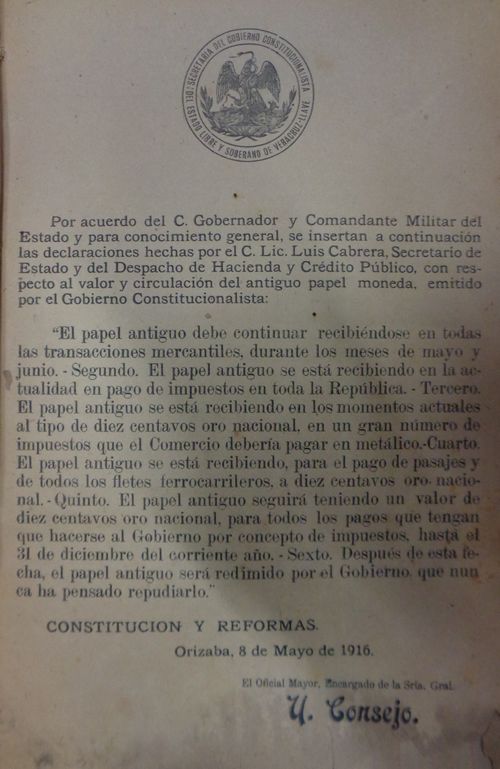 SECRETARIA DEL GOBIERNO CONSTITUCIONALISTA
DEL ESTADO LIBRE Y SOBERANO DE VERACRUZ-LLAVE
Por acuerdo del C. Gobernador y Comandante Militar del
Estado y para conocimiento general, se insertan a continuación
las declaraciones hechas por el C. Lic. Luis Cabrera, Secretario de
Estado y del Despacho de Hacienda y Crédito Público, con res-
pecto al valor y circulación del antiguo papel moneda, emitido
por el Gobierno Constitucionalista:
"El papel antiguo debe continuar recibiéndose en todas
las transacciones mercantiles, durante los meses de mayo y
junio. - Segundo. El papel antiguo se está recibiendo en la ac-
tualidad en pago de impuestos en toda la República. - Tercero.
El papel antiguo se está recibiendo en los momentos actuales
al tipo de diez centavos oro nacional, en un gran número de
impuestos que el Comercio debería pagar en metálico.-Cuarto.
El papel antiguo se está recibiendo, para el pago de pasajes y
de todos los fletes ferrocarrileros, a diez centavos oro nacio-
nal. - Quinto. El papel antiguo seguirá teniendo un valor de
diez centavos oro nacional, para todos los pagos que tengan
que hacerse al Gobierno por concepto de impuestos, hasta el
31 de diciembre del corriente año. - Sexto. Después de esta fe-
cha, el papel antiguo será redimido por el Gobierno, que nun
ca ha pensado repudiarlo."
CONSTITUCION Y REFORMAS.
Orizaba, 8 de Mayo de 1916.
El Oficial Mayor, Encargado de la Sría. Gral.
U. Consejo.